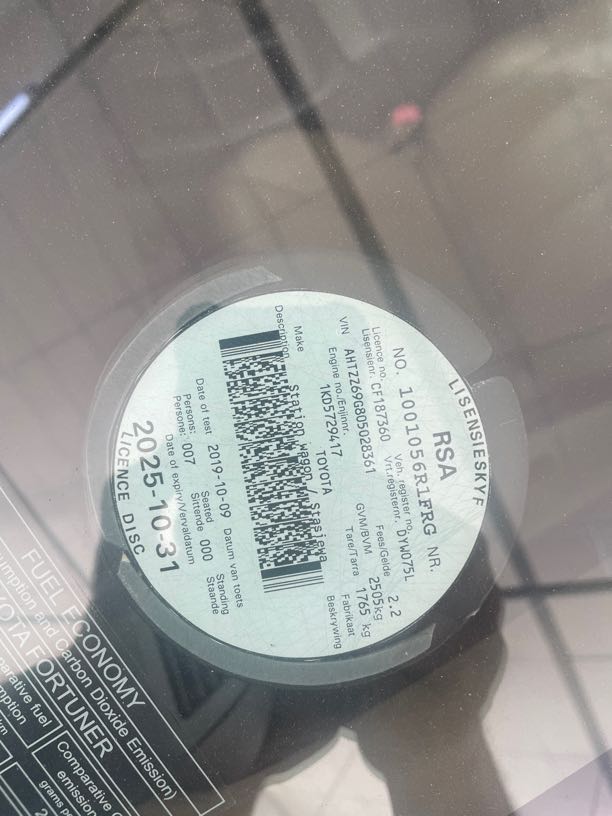 LISENSIESKYF
RSA
NO. 1001056R1FRG NR.
Licence no. Veh. register no. Fees/Gelde 2.2
Lisensienr. CF187360 Vrt.registernr. DYW075L
VIN AHTZZ69G805028361 GVM/BVM 2505kg
Engine no./Enjinnr. 1KD5729417 Tare/Tarra 1765 kg
Make TOYOTA Fabrikaat
Description Station wagon / Stasiewa Beskrywing
Date of test 2019-10-09 Datum van toets
Persons: Seated Standing
Persone: 007 Sittende 000 Staande
Date of expiry/Vervaldatum
2025-10-31
LICENCE DISC
FUEL ECONOMY
and Carbon Dioxide Emission)
FORTUNER
fuel
Comparative
km
grams